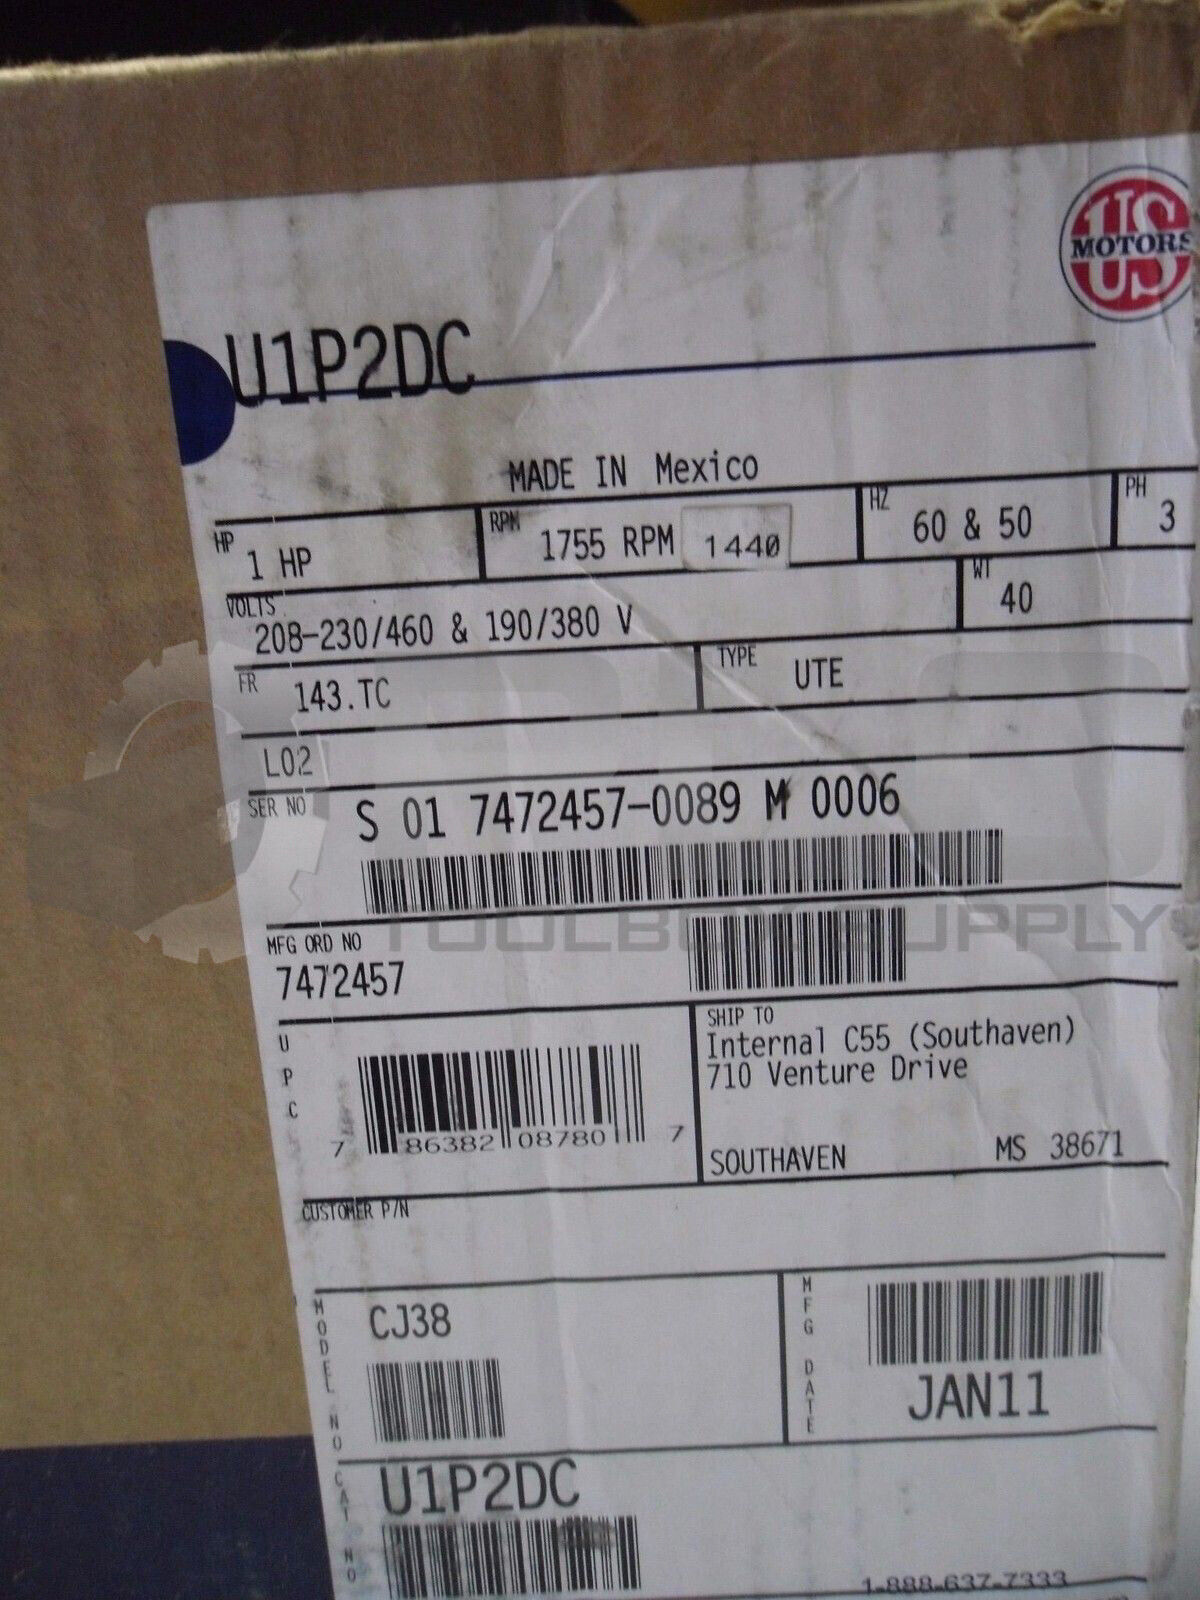 US
MOTORS
U1P2DC
MADE IN Mexico
HP 1 HP RPM 1755 RPM 1440 HZ 60 & 50 PH 3
VOLTS 208-230/460 & 190/380 V WT 40
FR 143.TC TYPE UTE
L02
SER NO S 01 7472457-0089 M 0006
TOOLBOX SUPPLY
MFG ORD NO
7472457
UPC
7 86382 08780 7
SHIP TO
Internal C55 (Southaven)
710 Venture Drive
SOUTHAVEN MS 38671
CUSTOMER P/N
MODEL NO CJ38
MFG DATE JAN11
CAT NO U1P2DC
1-888-637-7333